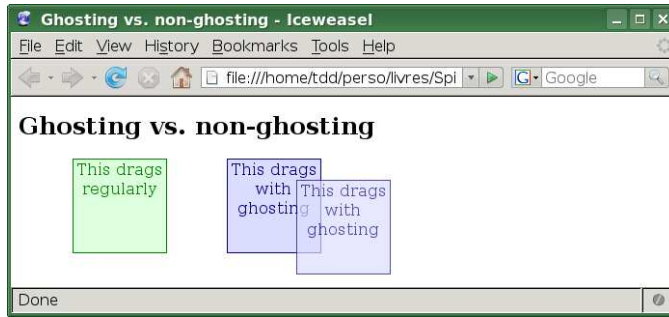 Ghosting vs. non-ghosting - Iceweasel
File Edit View History Bookmarks Tools Help
file:///home/tdd/perso/livres/Spi
G Google
Ghosting vs. non-ghosting
This drags
regularly
This drags
with
ghosting
This drags
with
ghosting
Done